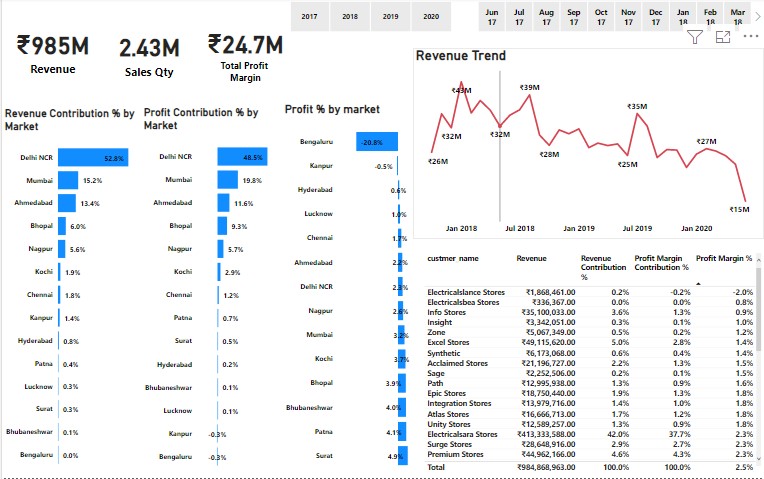 2017 2018 2019 2020
Jun 17 Jul 17 Aug 17 Sep 17 Oct 17 Nov 17 Dec 17 Jan 18 Feb 18 Mar 18
₹985M
Revenue
2.43M
Sales Qty
₹24.7M
Total Profit
Margin
Revenue Contribution % by
Market
Delhi NCR 52.8%
Mumbai 15.2%
Ahmedabad 13.4%
Bhopal 6.0%
Nagpur 5.6%
Kochi 1.9%
Chennai 1.8%
Kanpur 1.4%
Hyderabad 0.8%
Patna 0.4%
Lucknow 0.3%
Surat 0.3%
Bhubaneshwar 0.1%
Bengaluru 0.0%
Profit Contribution % by
Market
Delhi NCR 48.5%
Mumbai 19.8%
Ahmedabad 11.6%
Bhopal 9.3%
Nagpur 5.7%
Kochi 2.9%
Chennai 1.2%
Patna 0.7%
Surat 0.5%
Hyderabad 0.2%
Bhubaneshwar 0.1%
Lucknow 0.1%
Kanpur -0.3%
Bengaluru -0.3%
Profit % by market
Bengaluru -20.8%
Kanpur -0.5%
Hyderabad 0.6%
Lucknow 1.0%
Chennai 1.7%
Ahmedabad 2.2%
Delhi NCR 2.3%
Nagpur 2.6%
Mumbai 3.2%
Kochi 3.7%
Bhopal 3.9%
Bhubaneshwar 4.0%
Patna 4.1%
Surat 4.9%
Revenue Trend
₹26M ₹32M ₹43M ₹32M ₹39M ₹28M ₹25M ₹35M ₹27M ₹15M
Jan 2018 Jul 2018 Jan 2019 Jul 2019 Jan 2020
custmer name Revenue Revenue Contribution % Profit Margin Contribution % Profit Margin %
Electricalslance Stores ₹1,868,461.00 0.2% -0.2% -2.0%
Electricalsbea Stores ₹336,367.00 0.0% 0.0% 0.8%
Info Stores ₹35,100,033.00 3.6% 1.3% 0.9%
Insight ₹3,342,051.00 0.3% 0.1% 1.0%
Zone ₹5,067,349.00 0.5% 0.2% 1.2%
Excel Stores ₹49,115,620.00 5.0% 2.8% 1.4%
Synthetic ₹6,173,068.00 0.6% 0.4% 1.4%
Acclaimed Stores ₹21,196,727.00 2.2% 1.3% 1.5%
Sage ₹2,252,506.00 0.2% 0.1% 1.5%
Path ₹12,995,938.00 1.3% 0.9% 1.6%
Epic Stores ₹18,750,440.00 1.9% 1.3% 1.8%
Integration Stores ₹13,979,716.00 1.4% 1.0% 1.8%
Atlas Stores ₹16,666,713.00 1.7% 1.2% 1.8%
Unity Stores ₹12,589,257.00 1.3% 0.9% 1.8%
Electricalsara Stores ₹413,333,588.00 42.0% 37.7% 2.3%
Surge Stores ₹28,648,916.00 2.9% 2.7% 2.3%
Premium Stores ₹44,962,166.00 4.6% 4.3% 2.3%
Total ₹984,868,963.00 100.0% 100.0% 2.5%